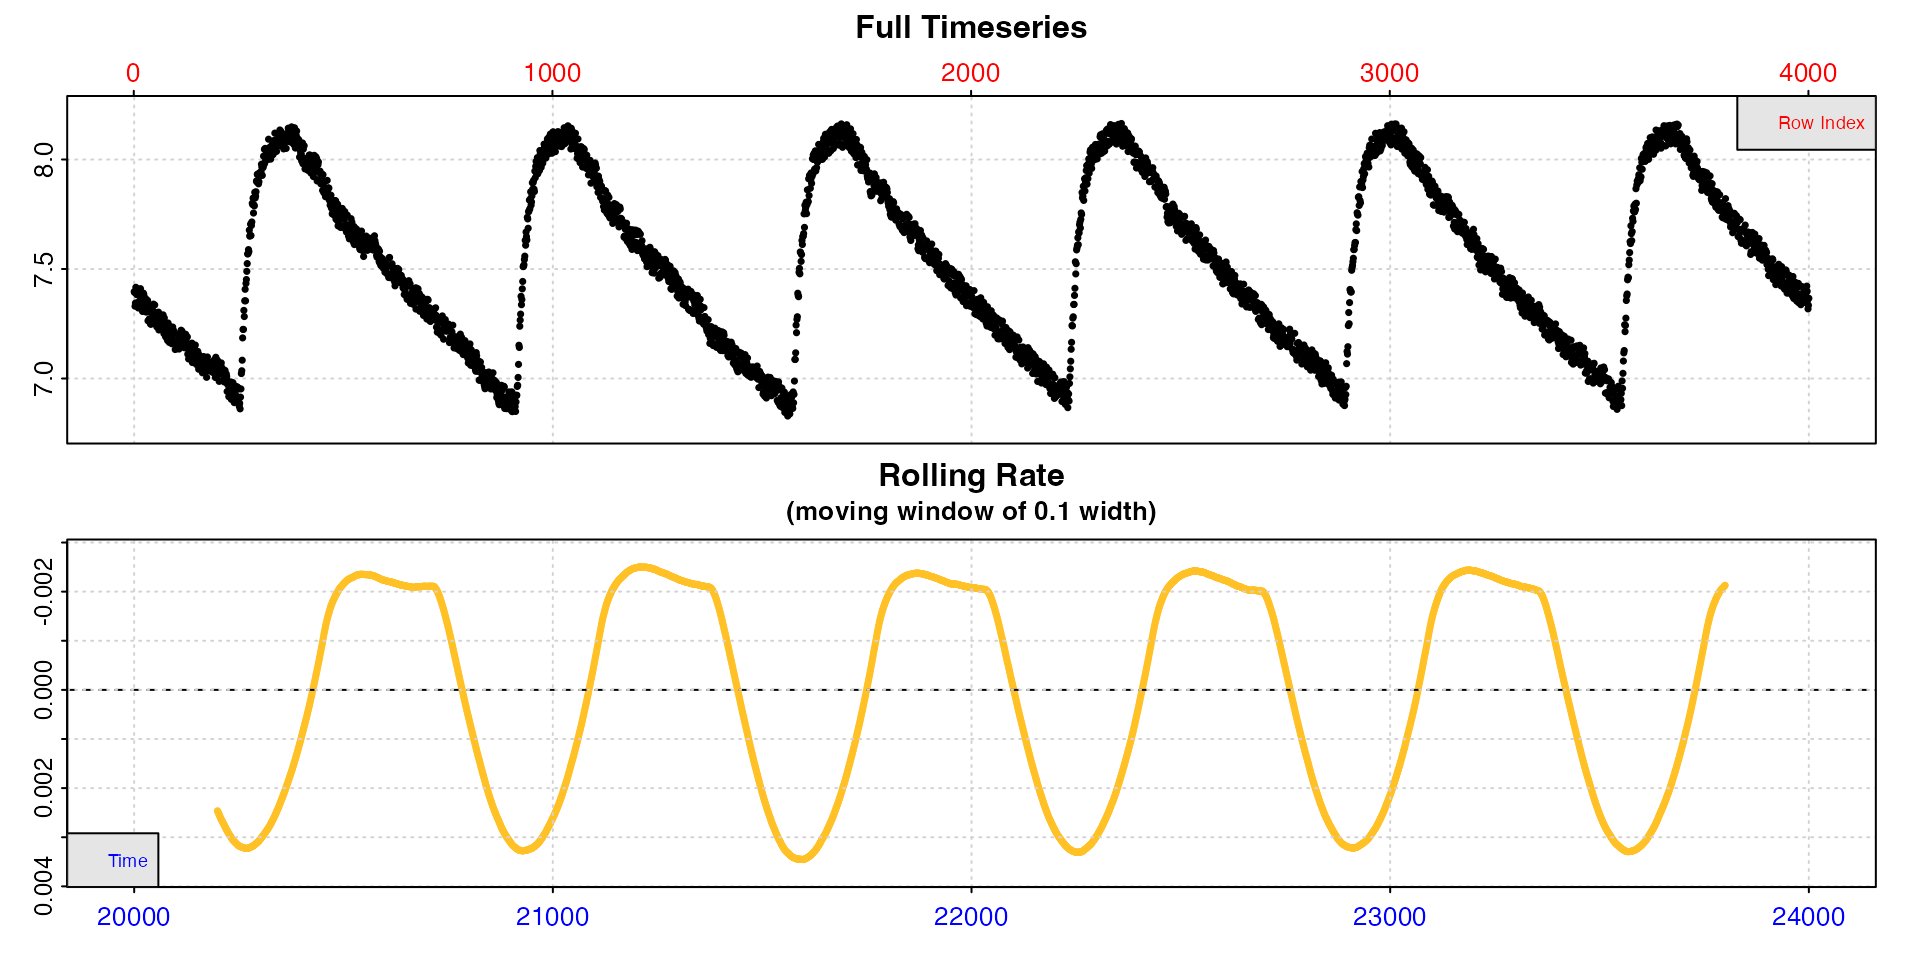 Full Timeseries
0 1000 2000 3000 4000
Row Index
8.0
7.5
7.0
Rolling Rate
(moving window of 0.1 width)
-0.002
0.000
0.002
0.004
Time
20000 21000 22000 23000 24000